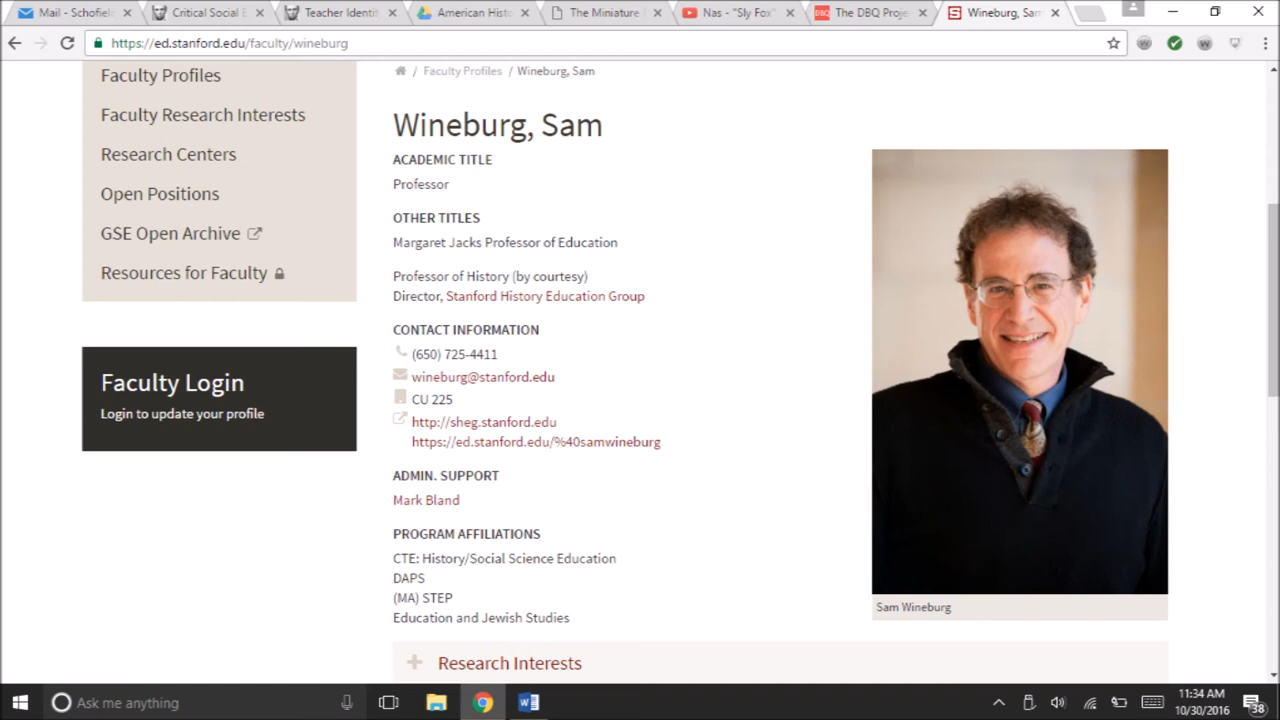 Mail - Schofiel
Critical Social E
Teacher Identit
American Histo
The Miniature
Nas - "Sly Fox"
DBQ The DBQ Proje
Wineburg, Sam
https://ed.stanford.edu/faculty/wineburg
Faculty Profiles
Faculty Research Interests
Research Centers
Open Positions
GSE Open Archive
Resources for Faculty
Faculty Login
Login to update your profile
/ Faculty Profiles / Wineburg, Sam
Wineburg, Sam
ACADEMIC TITLE
Professor
OTHER TITLES
Margaret Jacks Professor of Education
Professor of History (by courtesy)
Director, Stanford History Education Group
CONTACT INFORMATION
(650) 725-4411
wineburg@stanford.edu
CU 225
http://sheg.stanford.edu
https://ed.stanford.edu/%40samwineburg
ADMIN. SUPPORT
Mark Bland
PROGRAM AFFILIATIONS
CTE: History/Social Science Education
DAPS
(MA) STEP
Education and Jewish Studies
Research Interests
Sam Wineburg
Ask me anything
11:34 AM
10/30/2016
38